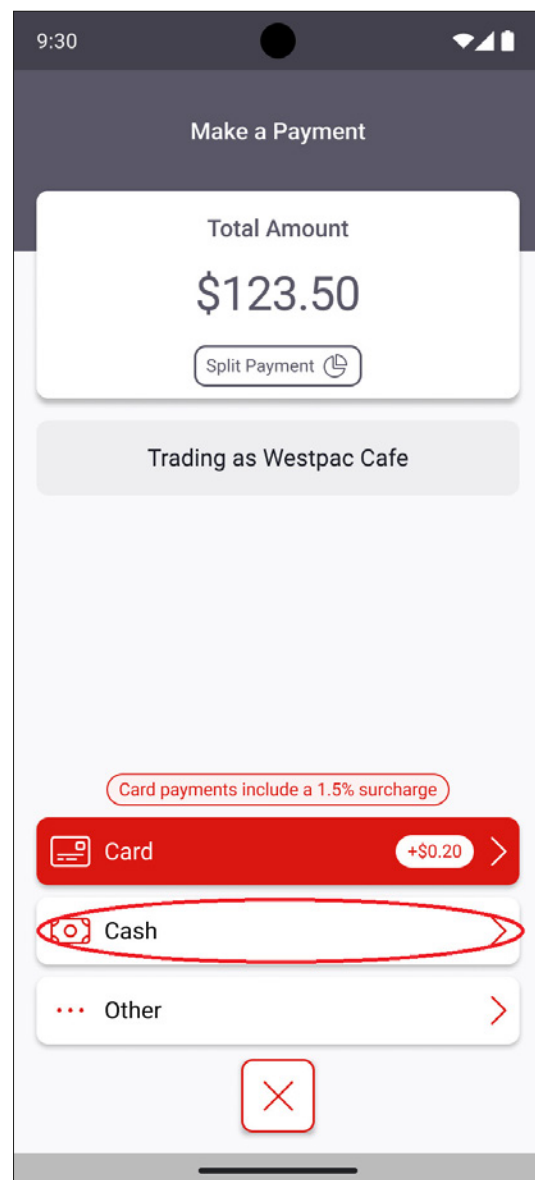 9:30
Make a Payment
Total Amount
$123.50
Split Payment
Trading as Westpac Cafe
Card payments include a 1.5% surcharge
Card +$0.20
Cash
Other